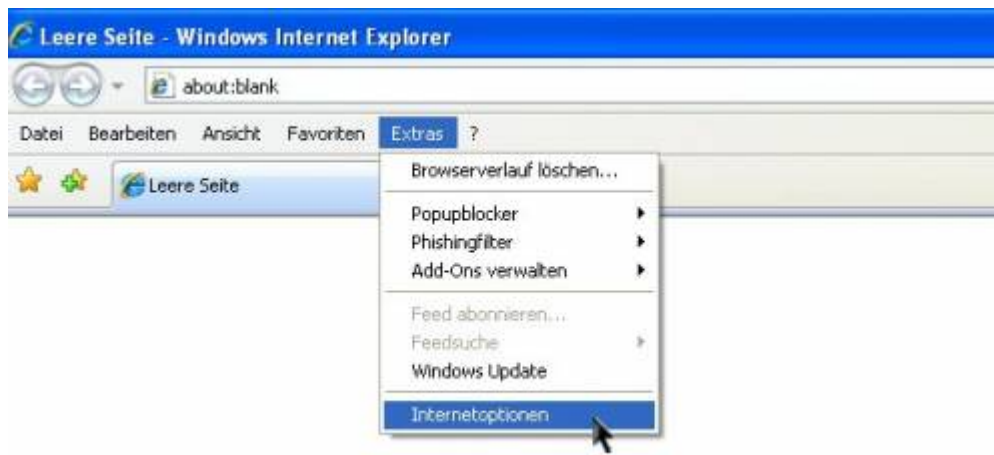 Leere Seite - Windows Internet Explorer
about:blank
Datei Bearbeiten Ansicht Favoriten Extras ?
Leere Seite
Browserverlauf löschen...
Popupblocker
Phishingfilter
Add-Ons verwalten
Feed abonnieren...
Feedsuche
Windows Update
Internetoptionen